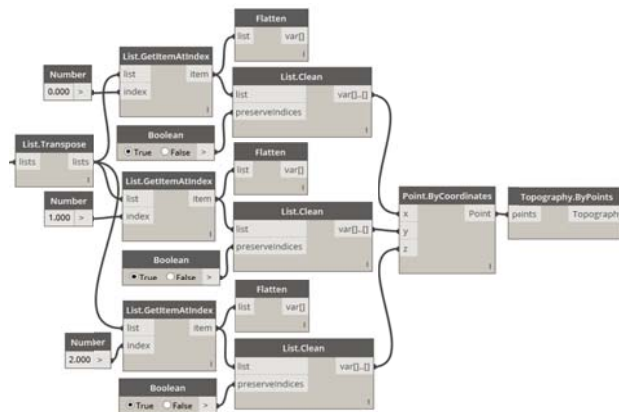 Flatten
list var[]
List.GetItemAtIndex
list item
index
Number
0.000 >
List.Clean
list var[]..[]
preserveIndices
Boolean
True False >
List.Transpose
lists lists
Flatten
list var[]
List.GetItemAtIndex
list item
index
Number
1.000 >
List.Clean
list var[]..[]
preserveIndices
Boolean
True False >
Point.ByCoordinates
x Point
y
z
Topography.ByPoints
points Topography
Flatten
list var[]
List.GetItemAtIndex
list item
index
Number
2.000 >
List.Clean
list var[]..[]
preserveIndices
Boolean
True False >